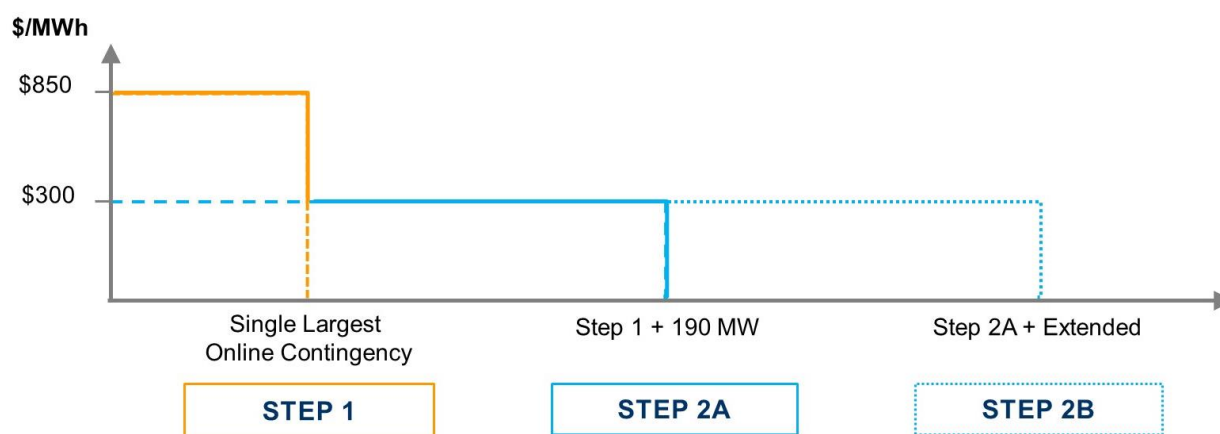 $/MWh
$850
$300
Single Largest
Online Contingency
Step 1 + 190 MW
Step 2A + Extended
STEP 1
STEP 2A
STEP 2B